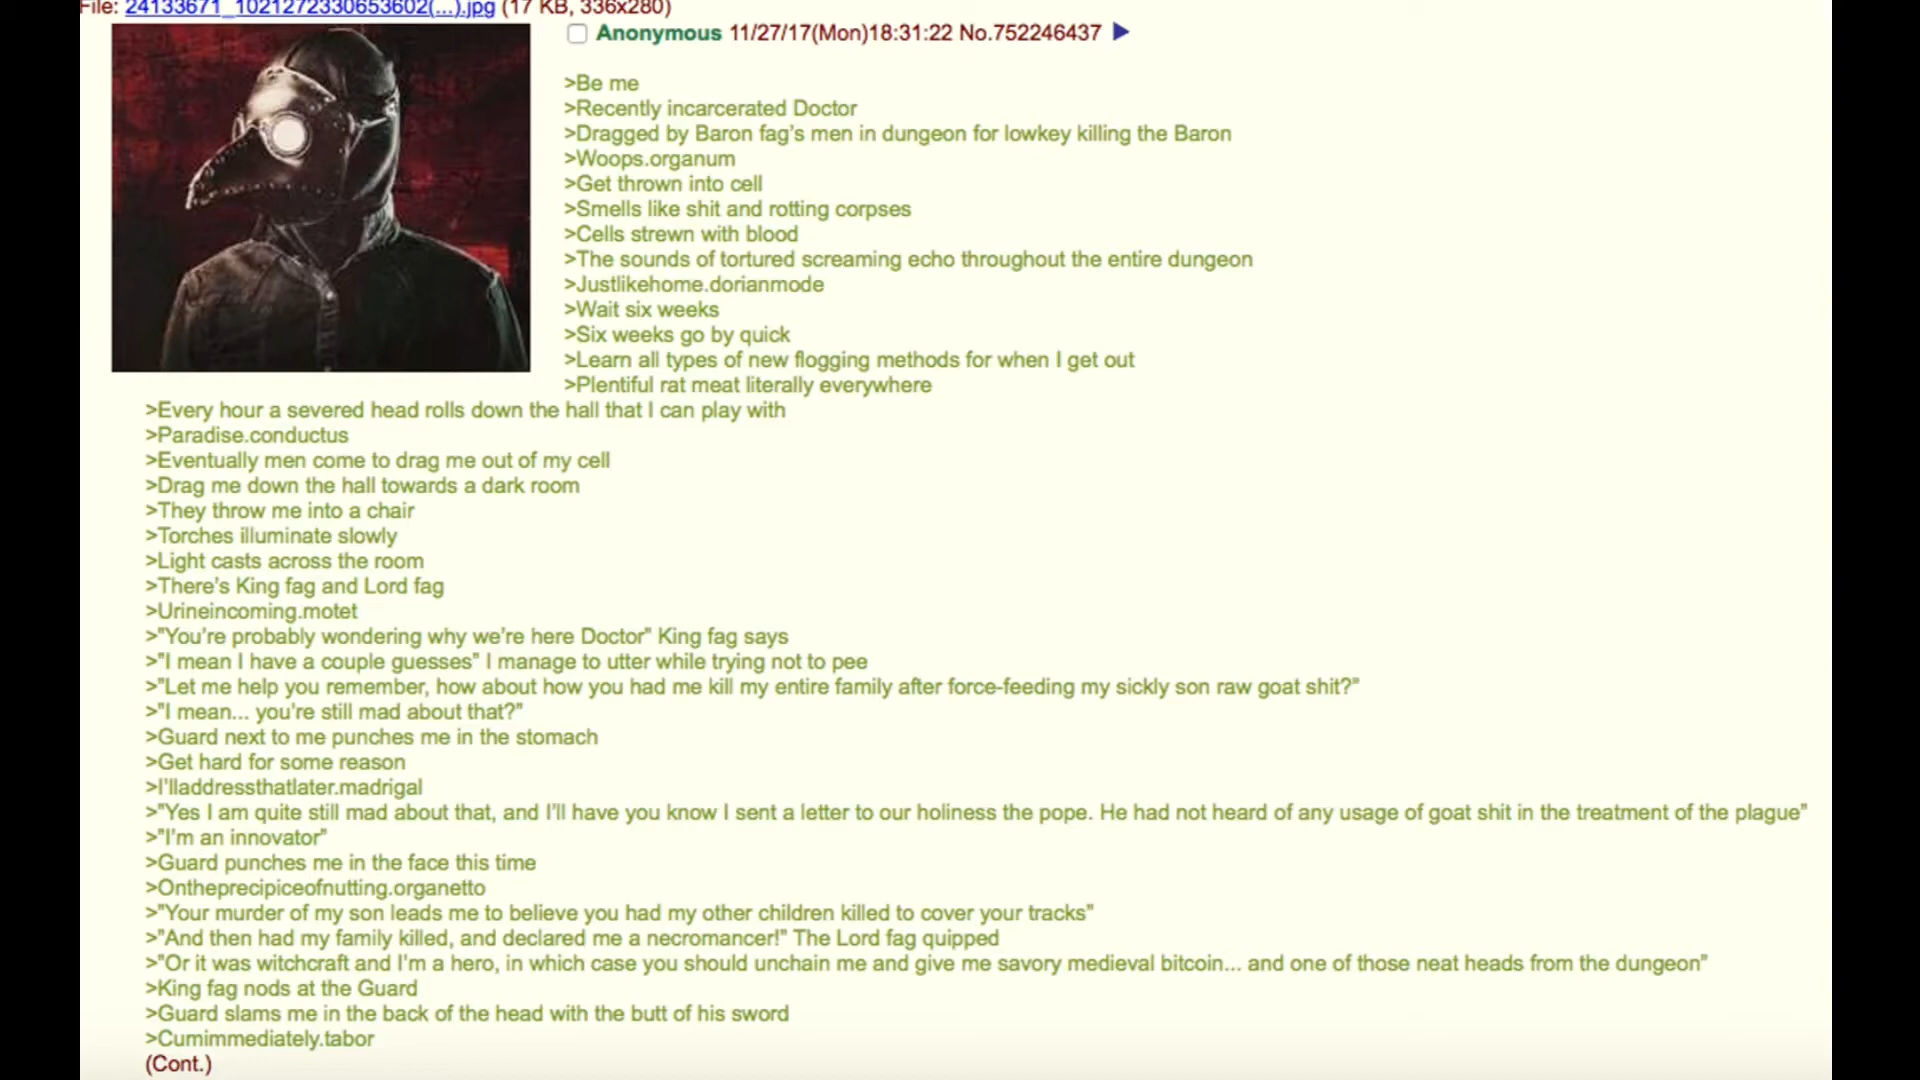 File: 24133671_1021272330653602(...).jpg (17 KB, 336x280)
Anonymous 11/27/17(Mon)18:31:22 No.752246437
>Be me
>Recently incarcerated Doctor
>Dragged by Baron fag's men in dungeon for lowkey killing the Baron
>Woops.organum
>Get thrown into cell
>Smells like shit and rotting corpses
>Cells strewn with blood
>The sounds of tortured screaming echo throughout the entire dungeon
>Justlikehome.dorianmode
>Wait six weeks
>Six weeks go by quick
>Learn all types of new flogging methods for when I get out
>Plentiful rat meat literally everywhere
>Every hour a severed head rolls down the hall that I can play with
>Paradise.conductus
>Eventually men come to drag me out of my cell
>Drag me down the hall towards a dark room
>They throw me into a chair
>Torches illuminate slowly
>Light casts across the room
>There's King fag and Lord fag
>Urineincoming.motet
>"You're probably wondering why we're here Doctor" King fag says
>"I mean I have a couple guesses" I manage to utter while trying not to pee
>"Let me help you remember, how about how you had me kill my entire family after force-feeding my sickly son raw goat shit?"
>"I mean... you're still mad about that?"
>Guard next to me punches me in the stomach
>Get hard for some reason
>I'lladdressthatlater.madrigal
>"Yes I am quite still mad about that, and I'll have you know I sent a letter to our holiness the pope. He had not heard of any usage of goat shit in the treatment of the plague"
>"I'm an innovator"
>Guard punches me in the face this time
>Ontheprecipiceofnutting.organetto
>"Your murder of my son leads me to believe you had my other children killed to cover your tracks"
>"And then had my family killed, and declared me a necromancer!" The Lord fag quipped
>"Or it was witchcraft and I'm a hero, in which case you should unchain me and give me savory medieval bitcoin... and one of those neat heads from the dungeon"
>King fag nods at the Guard
>Guard slams me in the back of the head with the butt of his sword
>Cumimmediately.tabor
(Cont.)